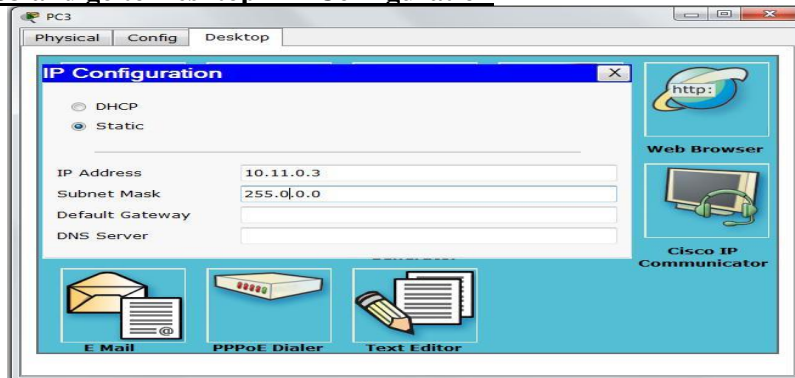 PC3
Physical Config Desktop
IP Configuration
X
http:
DHCP
Static
Web Browser
IP Address 10.11.0.3
Subnet Mask 255.0.0.0
Default Gateway
DNS Server
Cisco IP
Communicator
E Mail
PPPoE Dialer
Text Editor